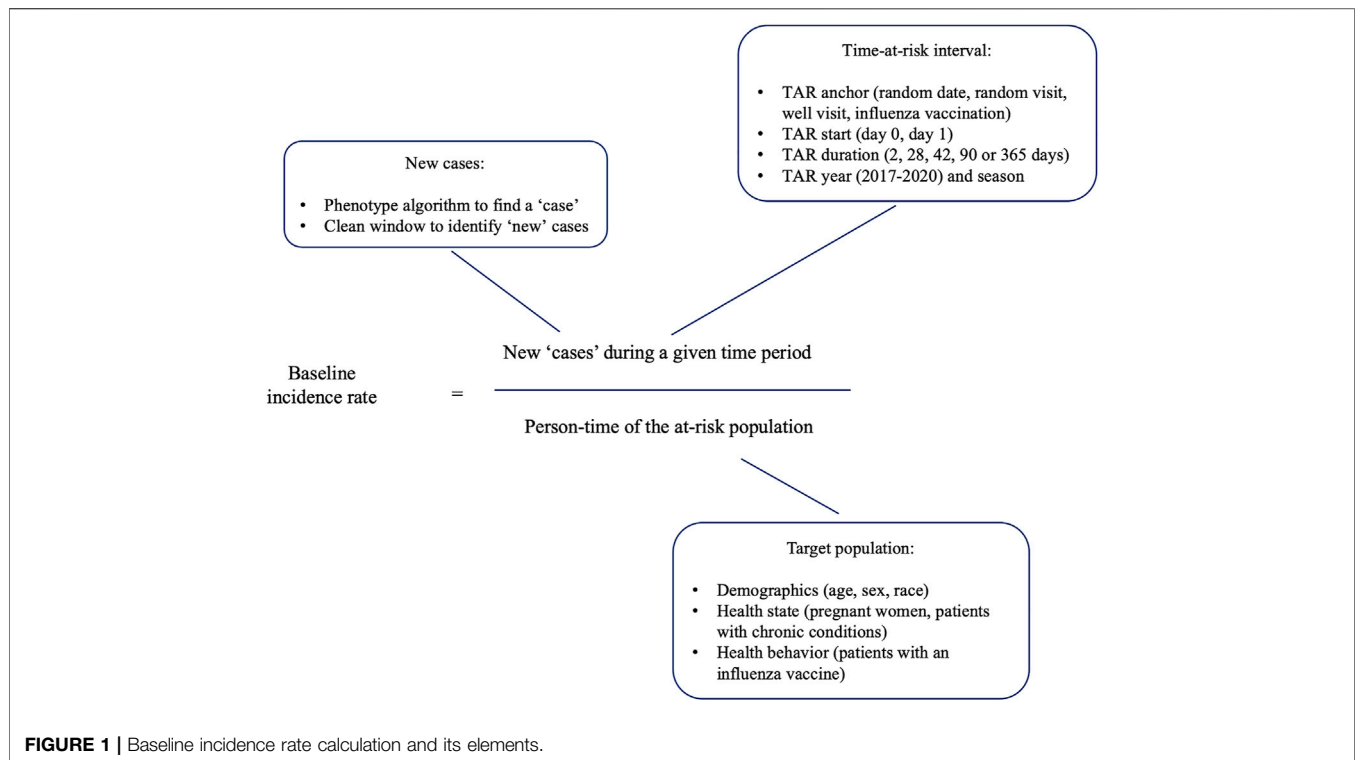 Time-at-risk interval:
• TAR anchor (random date, random visit,
well visit, influenza vaccination)
• TAR start (day 0, day 1)
• TAR duration (2, 28, 42, 90 or 365 days)
• TAR year (2017-2020) and season
New cases:
• Phenotype algorithm to find a ‘case’
• Clean window to identify ‘new’ cases
Baseline
incidence rate
=
New ‘cases’ during a given time period
Person-time of the at-risk population
Target population:
• Demographics (age, sex, race)
• Health state (pregnant women, patients
with chronic conditions)
• Health behavior (patients with an
influenza vaccine)
FIGURE 1 | Baseline incidence rate calculation and its elements.